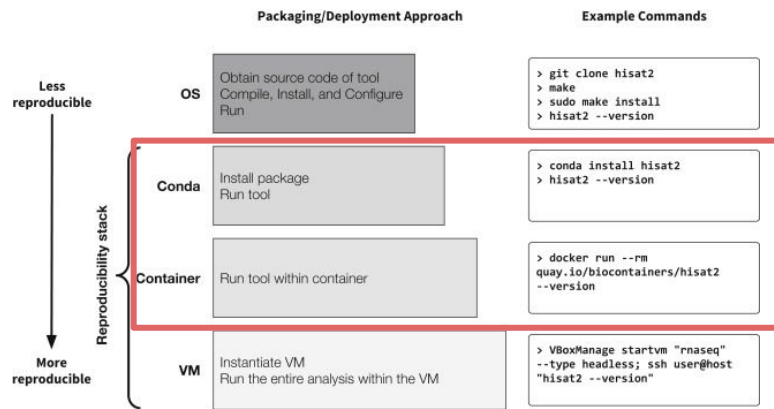 Packaging/Deployment Approach
Example Commands
Less
reproducible
OS
Obtain source code of tool
Compile, Install, and Configure
Run
> git clone hisat2
> make
> sudo make install
> hisat2 --version
Reproducibility stack
Conda
Install package
Run tool
> conda install hisat2
> hisat2 --version
Container
Run tool within container
> docker run --rm
quay.io/biocontainers/hisat2
--version
More
reproducible
VM
Instantiate VM
Run the entire analysis within the VM
> VBoxManage startvm "rnaseq"
--type headless; ssh user@host
"hisat2 --version"